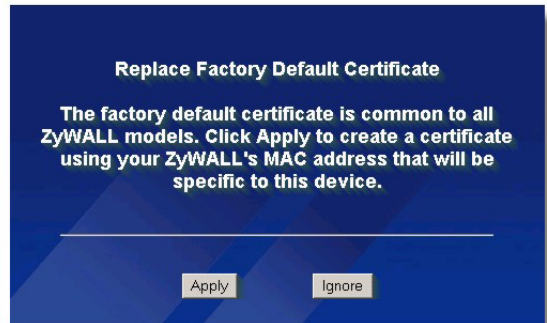 Replace Factory Default Certificate
The factory default certificate is common to all
ZyWALL models. Click Apply to create a certificate
using your ZyWALL's MAC address that will be
specific to this device.
Apply Ignore